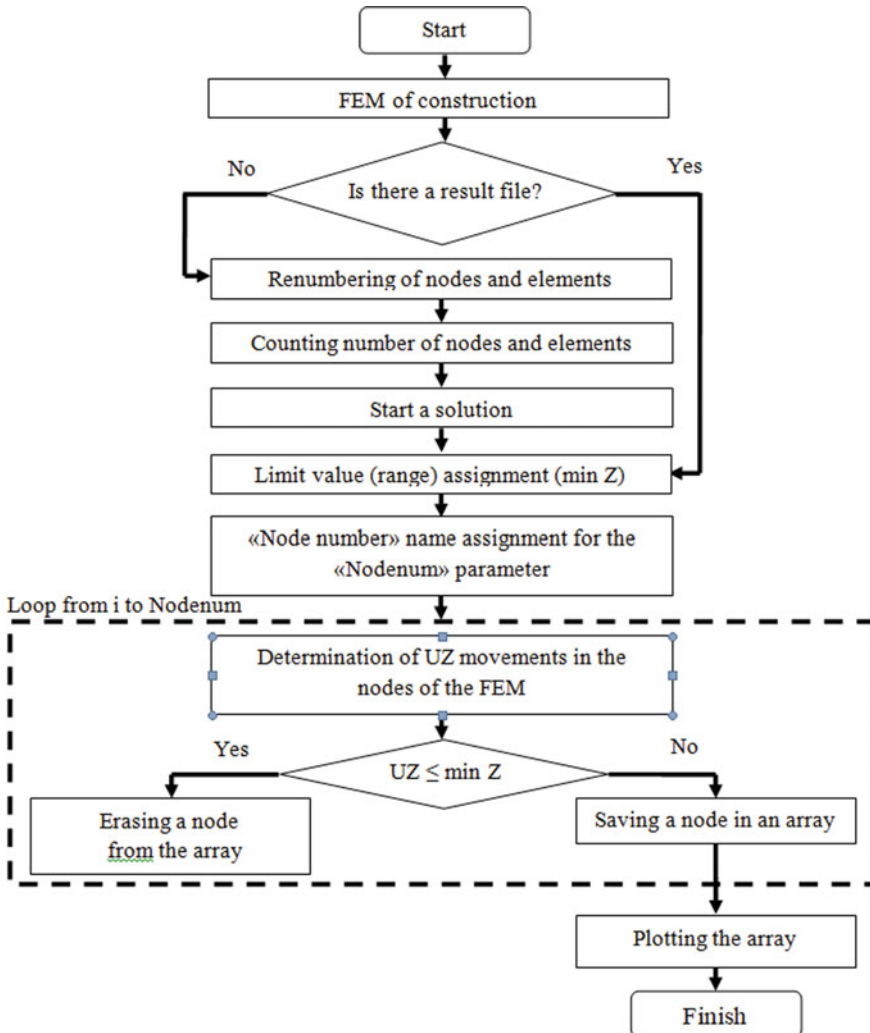 Start
FEM of construction
No
Yes
Is there a result file?
Renumbering of nodes and elements
Counting number of nodes and elements
Start a solution
Limit value (range) assignment (min Z)
«Node number» name assignment for the
«Nodenum» parameter
Loop from i to Nodenum
Determination of UZ movements in the
nodes of the FEM
Yes
No
UZ ≤ min Z
Erasing a node
from the array
Saving a node in an array
Plotting the array
Finish